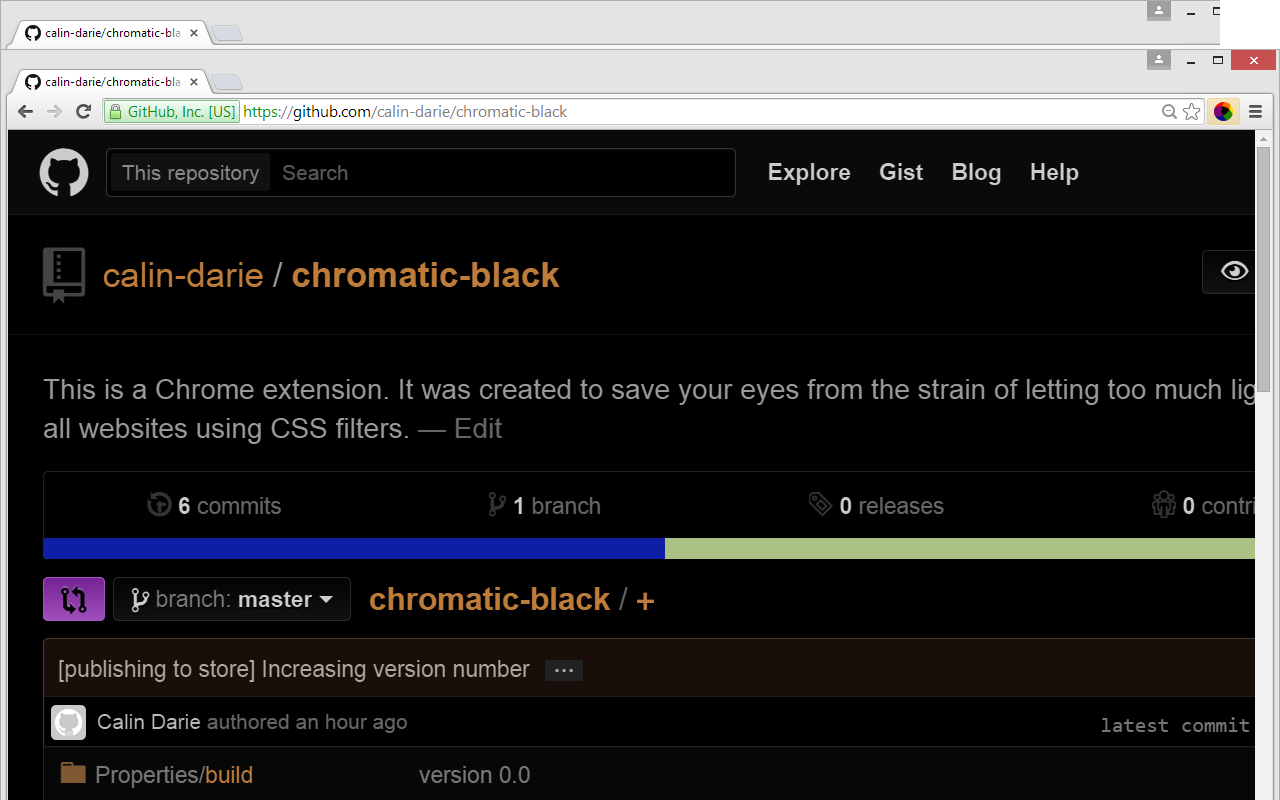 calin-darie/chromatic-bla
calin-darie/chromatic-bla
GitHub, Inc. [US] https://github.com/calin-darie/chromatic-black
This repository Search Explore Gist Blog Help
calin-darie / chromatic-black
This is a Chrome extension. It was created to save your eyes from the strain of letting too much lig
all websites using CSS filters. — Edit
6 commits 1 branch 0 releases 0 contri
branch: master chromatic-black / +
[publishing to store] Increasing version number ...
Calin Darie authored an hour ago latest commit
Properties/build version 0.0